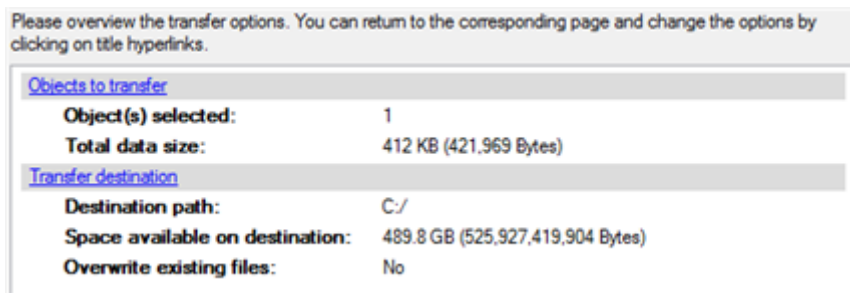 Please overview the transfer options. You can return to the corresponding page and change the options by
clicking on title hyperlinks.
Objects to transfer
Object(s) selected: 1
Total data size: 412 KB (421,969 Bytes)
Transfer destination
Destination path: C:/
Space available on destination: 489.8 GB (525,927,419,904 Bytes)
Overwrite existing files: No